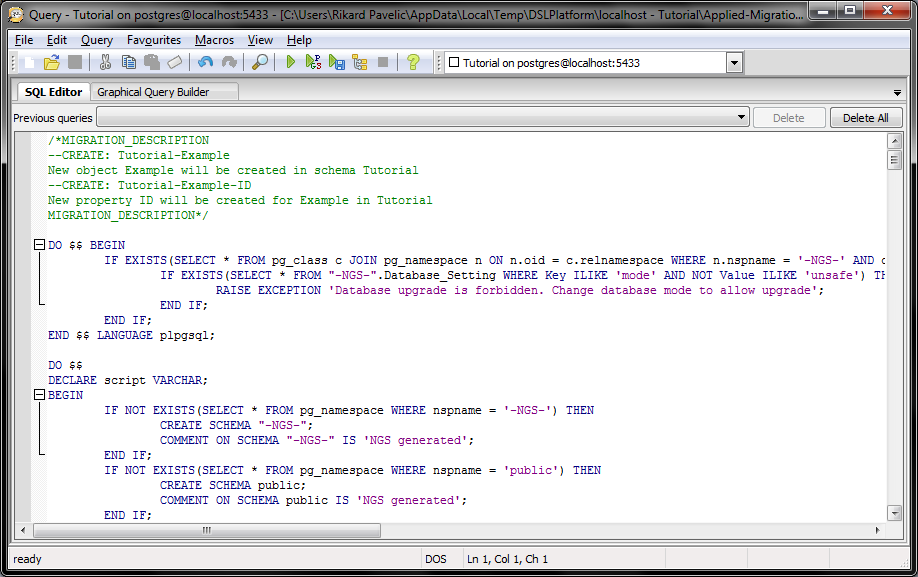 Query - Tutorial on postgres@localhost:5433 - [C:\Users\Rikard Pavelic\AppData\Local\Temp\DSLPlatform\localhost - Tutorial\Applied-Migratio...
File Edit Query Favourites Macros View Help
Tutorial on postgres@localhost:5433
SQL Editor Graphical Query Builder
Previous queries Delete Delete All
/*MIGRATION_DESCRIPTION
--CREATE: Tutorial-Example
New object Example will be created in schema Tutorial
--CREATE: Tutorial-Example-ID
New property ID will be created for Example in Tutorial
MIGRATION_DESCRIPTION*/
DO $$ BEGIN
IF EXISTS(SELECT * FROM pg_class c JOIN pg_namespace n ON n.oid = c.relnamespace WHERE n.nspname = '-NGS-' AND c
IF EXISTS(SELECT * FROM "-NGS-".Database_Setting WHERE Key ILIKE 'mode' AND NOT Value ILIKE 'unsafe') TH
RAISE EXCEPTION 'Database upgrade is forbidden. Change database mode to allow upgrade';
END IF;
END IF;
END $$ LANGUAGE plpgsql;
DO $$
DECLARE script VARCHAR;
BEGIN
IF NOT EXISTS(SELECT * FROM pg_namespace WHERE nspname = '-NGS-') THEN
CREATE SCHEMA "-NGS-";
COMMENT ON SCHEMA "-NGS-" IS 'NGS generated';
END IF;
IF NOT EXISTS(SELECT * FROM pg_namespace WHERE nspname = 'public') THEN
CREATE SCHEMA public;
COMMENT ON SCHEMA public IS 'NGS generated';
END IF;
ready DOS Ln 1, Col 1, Ch 1